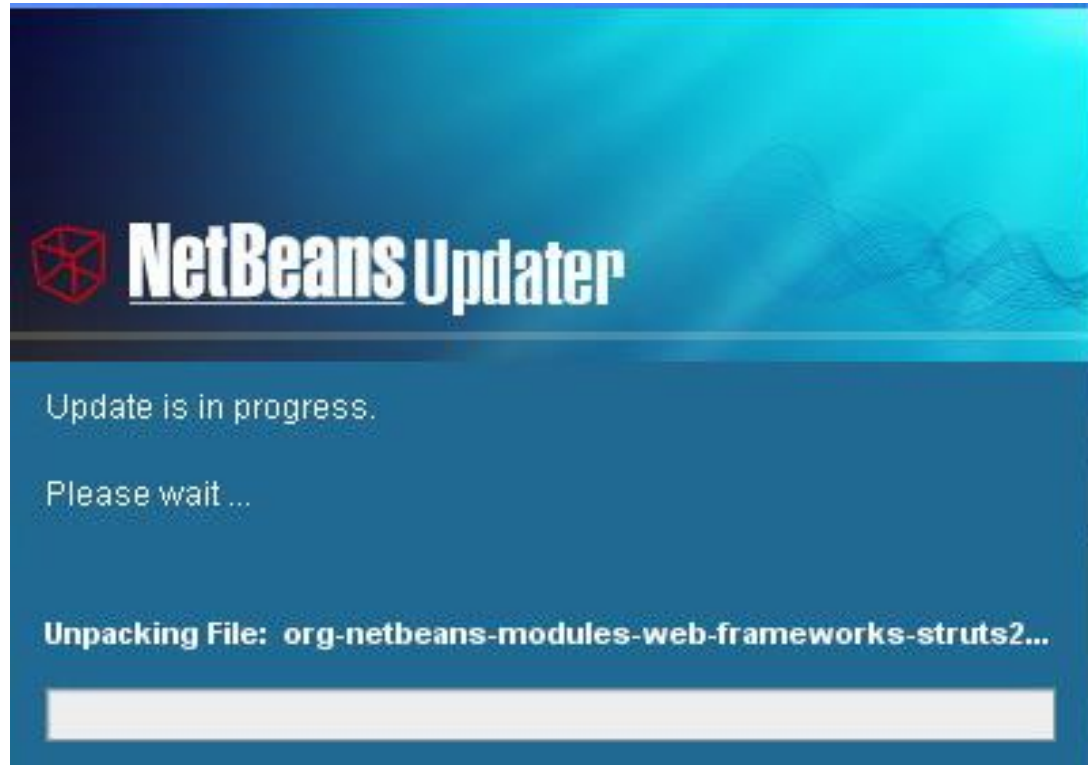 NetBeans Updater
Update is in progress.
Please wait ...
Unpacking File: org-netbeans-modules-web-frameworks-struts2...